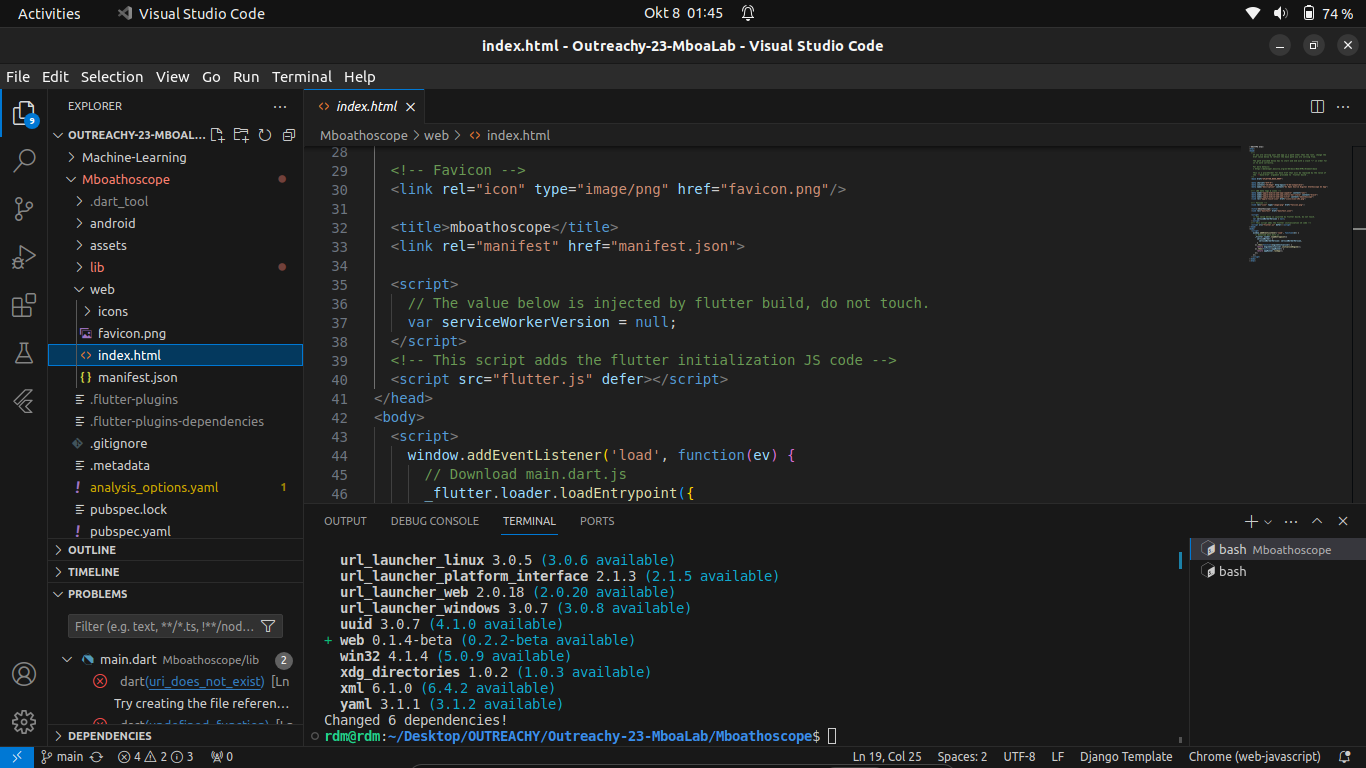 Activities
Visual Studio Code
Okt 8 01:45
74 %
index.html - Outreachy-23-MboaLab - Visual Studio Code
File Edit Selection View Go Run Terminal Help
9
EXPLORER
OUTREACHY-23-MBOAL...
Machine-Learning
Mboathoscope
.dart_tool
android
assets
lib
web
icons
favicon.png
index.html
manifest.json
.flutter-plugins
.flutter-plugins-dependencies
.gitignore
.metadata
analysis_options.yaml 1
pubspec.lock
pubspec.yaml
OUTLINE
TIMELINE
PROBLEMS
Filter (e.g. text, **/*.ts, !**/nod...
main.dart Mboathoscope/lib 2
dart(uri_does_not_exist) [Ln
Try creating the file referen...
dart(undefined_function) [Ln
DEPENDENCIES
index.html
Mboathoscope > web > index.html
28
29 <!-- Favicon -->
30 <link rel="icon" type="image/png" href="favicon.png"/>
31
32 <title>mboathoscope</title>
33 <link rel="manifest" href="manifest.json">
34
35 <script>
36 // The value below is injected by flutter build, do not touch.
37 var serviceWorkerVersion = null;
38 </script>
39 <!-- This script adds the flutter initialization JS code -->
40 <script src="flutter.js" defer></script>
41 </head>
42 <body>
43 <script>
44 window.addEventListener('load', function(ev) {
45 // Download main.dart.js
46 _flutter.loader.loadEntrypoint({
OUTPUT DEBUG CONSOLE TERMINAL PORTS
url_launcher_linux 3.0.5 (3.0.6 available)
url_launcher_platform_interface 2.1.3 (2.1.5 available)
url_launcher_web 2.0.18 (2.0.20 available)
url_launcher_windows 3.0.7 (3.0.8 available)
uuid 3.0.7 (4.1.0 available)
+ web 0.1.4-beta (0.2.2-beta available)
win32 4.1.4 (5.0.9 available)
xdg_directories 1.0.2 (1.0.3 available)
xml 6.1.0 (6.4.2 available)
yaml 3.1.1 (3.1.2 available)
Changed 6 dependencies!
rdm@rdm:~/Desktop/OUTREACHY/Outreachy-23-MboaLab/Mboathoscope$
bash Mboathoscope
bash
main 4 2 3 0 Ln 19, Col 25 Spaces: 2 UTF-8 LF Django Template Chrome (web-javascript)